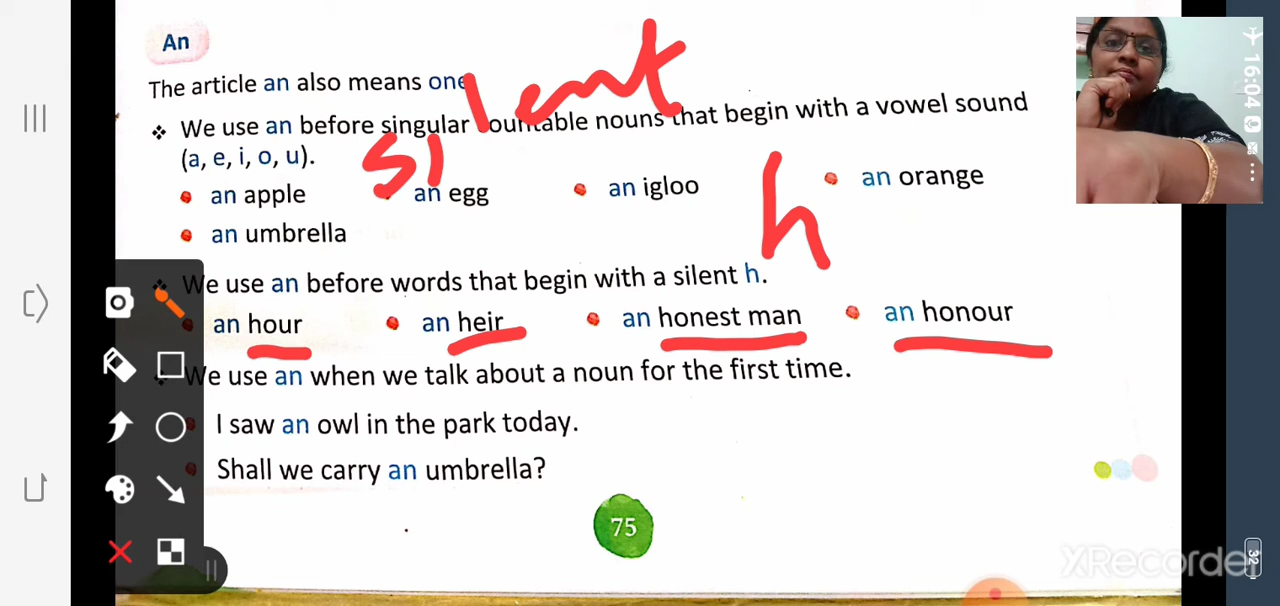 An
The article an also means one
silent
❖ We use an before singular countable nouns that begin with a vowel sound
(a, e, i, o, u).
an apple an egg an igloo an orange
an umbrella
h
We use an before words that begin with a silent h.
an hour an heir an honest man an honour
We use an when we talk about a noun for the first time.
I saw an owl in the park today.
Shall we carry an umbrella?
75
16:04
32
XRecorder